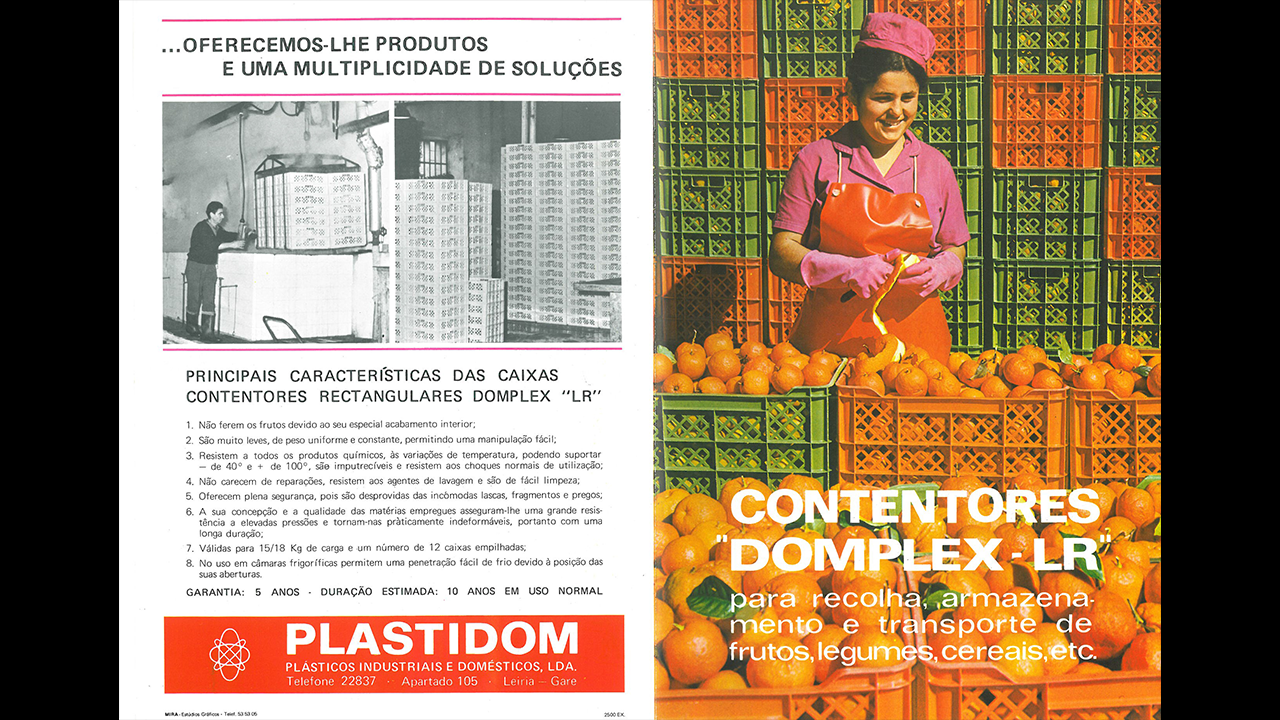 ...OFERECEMOS-LHE PRODUTOS
E UMA MULTIPLICIDADE DE SOLUÇÕES
PRINCIPAIS CARACTERÍSTICAS DAS CAIXAS
CONTENTORES RECTANGULARES DOMPLEX "LR"
1. Não ferem os frutos devido ao seu especial acabamento interior;
2. São muito leves, de peso uniforme e constante, permitindo uma manipulação fácil;
3. Resistem a todos os produtos químicos, às variações de temperatura, podendo suportar
— de 40º e + de 100º, são imputrecíveis e resistem aos choques normais de utilização;
4. Não carecem de reparações, resistem aos agentes de lavagem e são de fácil limpeza;
5. Oferecem plena segurança, pois são desprovidas das incòmodas lascas, fragmentos e pregos;
6. A sua concepção e a qualidade das matérias empregues asseguram-lhe uma grande resis-
tência a elevadas pressões e tornam-nas pràticamente indeformáveis, portanto com uma
longa duração;
7. Válidas para 15/18 Kg de carga e um número de 12 caixas empilhadas;
8. No uso em câmaras frigoríficas permitem uma penetração fácil de frio devido à posição das
suas aberturas.
GARANTIA: 5 ANOS - DURAÇÃO ESTIMADA: 10 ANOS EM USO NORMAL
PLASTIDOM
PLÁSTICOS INDUSTRIAIS E DOMÉSTICOS, LDA.
Telefone 22837 - Apartado 105 - Leiria - Gare
MIRA - Estúdios Gráficos - Telef. 53 53 05
2500 EX.
CONTENTORES
"DOMPLEX - LR"
para recolha, armazena-
mento e transporte de
frutos, legumes, cereais, etc.